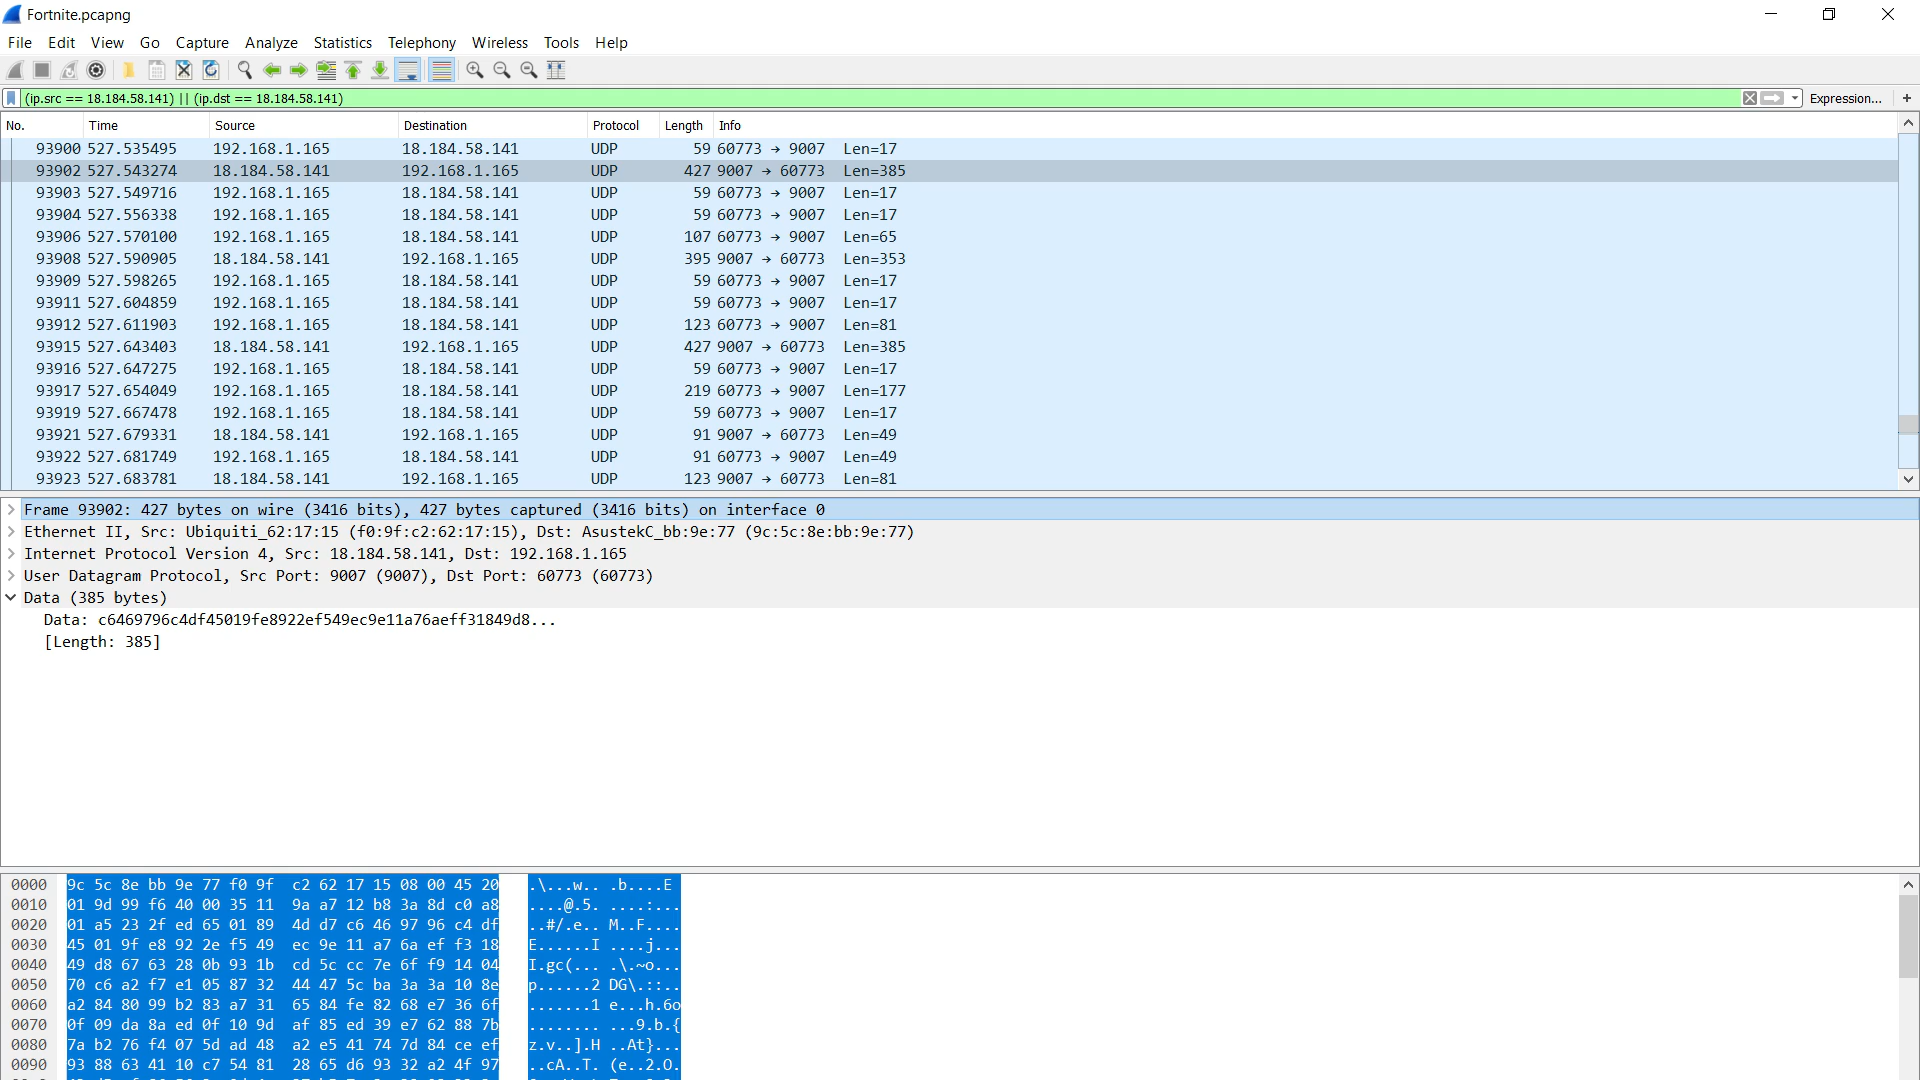 Fortnite.pcapng
File Edit View Go Capture Analyze Statistics Telephony Wireless Tools Help
(ip.src == 18.184.58.141) || (ip.dst == 18.184.58.141) Expression... +
No. Time Source Destination Protocol Length Info
93900 527.535495 192.168.1.165 18.184.58.141 UDP 59 60773 → 9007 Len=17
93902 527.543274 18.184.58.141 192.168.1.165 UDP 427 9007 → 60773 Len=385
93903 527.549716 192.168.1.165 18.184.58.141 UDP 59 60773 → 9007 Len=17
93904 527.556338 192.168.1.165 18.184.58.141 UDP 59 60773 → 9007 Len=17
93906 527.570100 192.168.1.165 18.184.58.141 UDP 107 60773 → 9007 Len=65
93908 527.590905 18.184.58.141 192.168.1.165 UDP 395 9007 → 60773 Len=353
93909 527.598265 192.168.1.165 18.184.58.141 UDP 59 60773 → 9007 Len=17
93911 527.604859 192.168.1.165 18.184.58.141 UDP 59 60773 → 9007 Len=17
93912 527.611903 192.168.1.165 18.184.58.141 UDP 123 60773 → 9007 Len=81
93915 527.643403 18.184.58.141 192.168.1.165 UDP 427 9007 → 60773 Len=385
93916 527.647275 192.168.1.165 18.184.58.141 UDP 59 60773 → 9007 Len=17
93917 527.654049 192.168.1.165 18.184.58.141 UDP 219 60773 → 9007 Len=177
93919 527.667478 192.168.1.165 18.184.58.141 UDP 59 60773 → 9007 Len=17
93921 527.679331 18.184.58.141 192.168.1.165 UDP 91 9007 → 60773 Len=49
93922 527.681749 192.168.1.165 18.184.58.141 UDP 91 60773 → 9007 Len=49
93923 527.683781 18.184.58.141 192.168.1.165 UDP 123 9007 → 60773 Len=81
Frame 93902: 427 bytes on wire (3416 bits), 427 bytes captured (3416 bits) on interface 0
Ethernet II, Src: Ubiquiti_62:17:15 (f0:9f:c2:62:17:15), Dst: AsustekC_bb:9e:77 (9c:5c:8e:bb:9e:77)
Internet Protocol Version 4, Src: 18.184.58.141, Dst: 192.168.1.165
User Datagram Protocol, Src Port: 9007 (9007), Dst Port: 60773 (60773)
Data (385 bytes)
Data: c6469796c4df45019fe8922ef549ec9e11a76aeff31849d8...
[Length: 385]
0000 9c 5c 8e bb 9e 77 f0 9f c2 62 17 15 08 00 45 20 .\...w.. .b....E
0010 01 9d 99 f6 40 00 35 11 9a a7 12 b8 3a 8d c0 a8 ....@.5. ....:...
0020 01 a5 23 2f ed 65 01 89 4d d7 c6 46 97 96 c4 df ..#/.e.. M..F....
0030 45 01 9f e8 92 2e f5 49 ec 9e 11 a7 6a ef f3 18 E......I ....j...
0040 49 d8 67 63 28 0b 93 1b cd 5c cc 7e 6f f9 14 04 I.gc(... .\.~o...
0050 70 c6 a2 f7 e1 05 87 32 44 47 5c ba 3a 3a 10 8e p......2 DG\.::..
0060 a2 84 80 99 b2 83 a7 31 65 84 fe 82 68 e7 36 6f .......1 e...h.6o
0070 0f 09 da 8a ed 0f 10 9d af 85 ed 39 e7 62 88 7b ........ ...9.b.{
0080 7a b2 76 f4 07 5d ad 48 a2 e5 41 74 7d 84 ce ef z.v..].H ..At}...
0090 93 88 63 41 10 c7 54 81 28 65 d6 93 32 a2 4f 97 ..cA..T. (e..2.O.